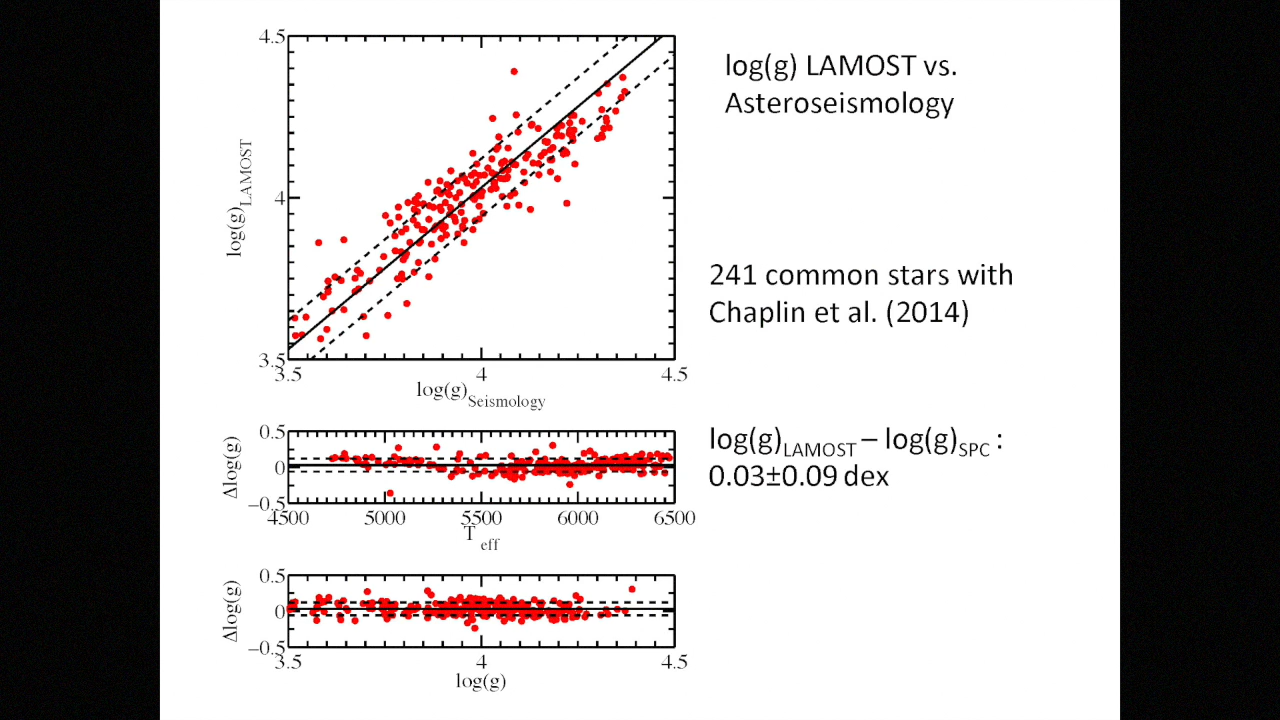 log(g) LAMOST vs.
Asteroseismology
4.5
4
3.5
log(g)LAMOST
3.5 4 4.5
log(g)Seismology
241 common stars with
Chaplin et al. (2014)
log(g)LAMOST – log(g)SPC :
0.03±0.09 dex
0.5
0
−0.5
Δlog(g)
4500 5000 5500 6000 6500
Teff
0.5
0
−0.5
Δlog(g)
3.5 4 4.5
log(g)